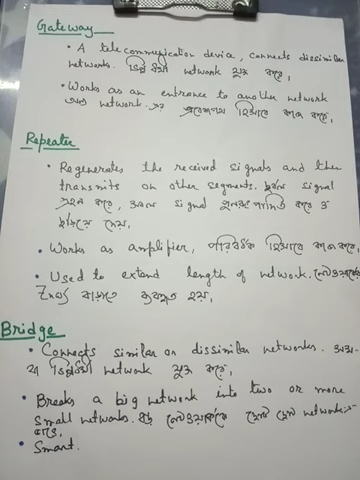 Gateway
• A telecommunication device, connects dissimilar
networks. ভিন্নধর্মী network যুক্ত করে,
• Works as an entrance to another network
অন্য network এর প্রবেশপথ হিসাবে কাজ করে,
Repeater
• Regenerates the received signals and then
transmits on other segments. দুর্বল signal
গ্রহণ করে, signal করে ও
ছড়িয়ে দেয়,
• Works as amplifier, পরিবর্ধক হিসাবে কাজ করে,
• Used to extend length of network. নেটওয়ার্কের
দৈর্ঘ্য বাড়াতে ব্যবহৃত হয়,
Bridge
• Connects similar or dissimilar networks.
network যুক্ত করে,
• Breaks a big network into two or more
small networks. বড় নেটওয়ার্ককে ছোট ছোট network এ
ভাঙে,
• Smart.